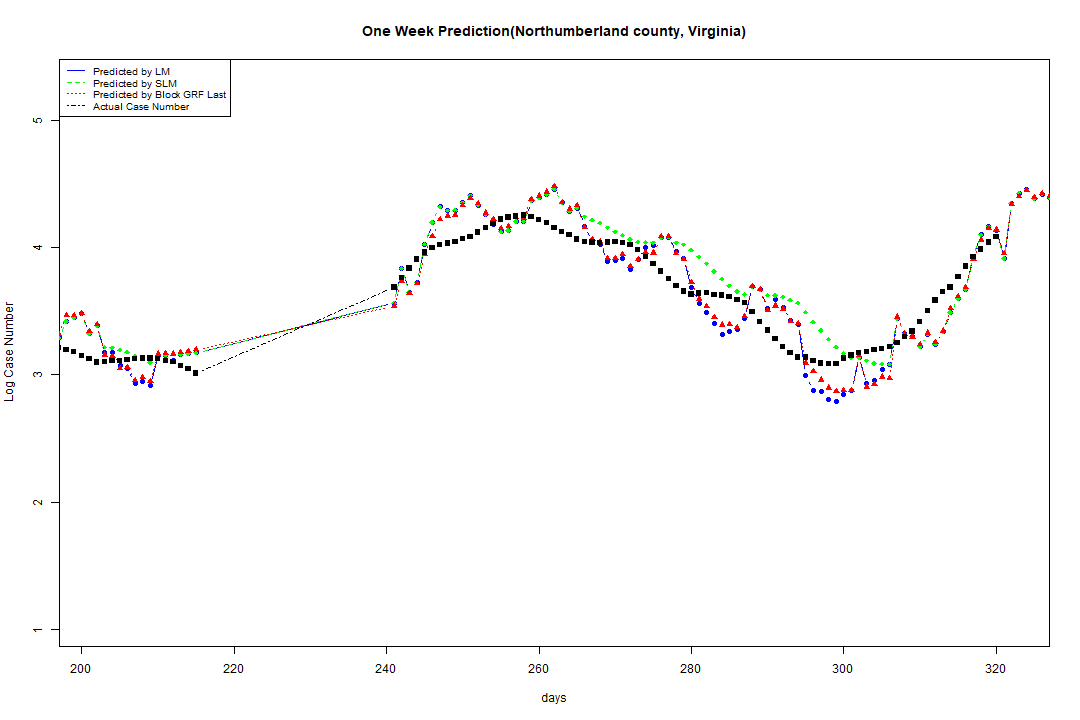 One Week Prediction(Northumberland county, Virginia)
Predicted by LM
Predicted by SLM
Predicted by Block GRF Last
Actual Case Number
5
4
3
2
1
Log Case Number
200 220 240 260 280 300 320
days